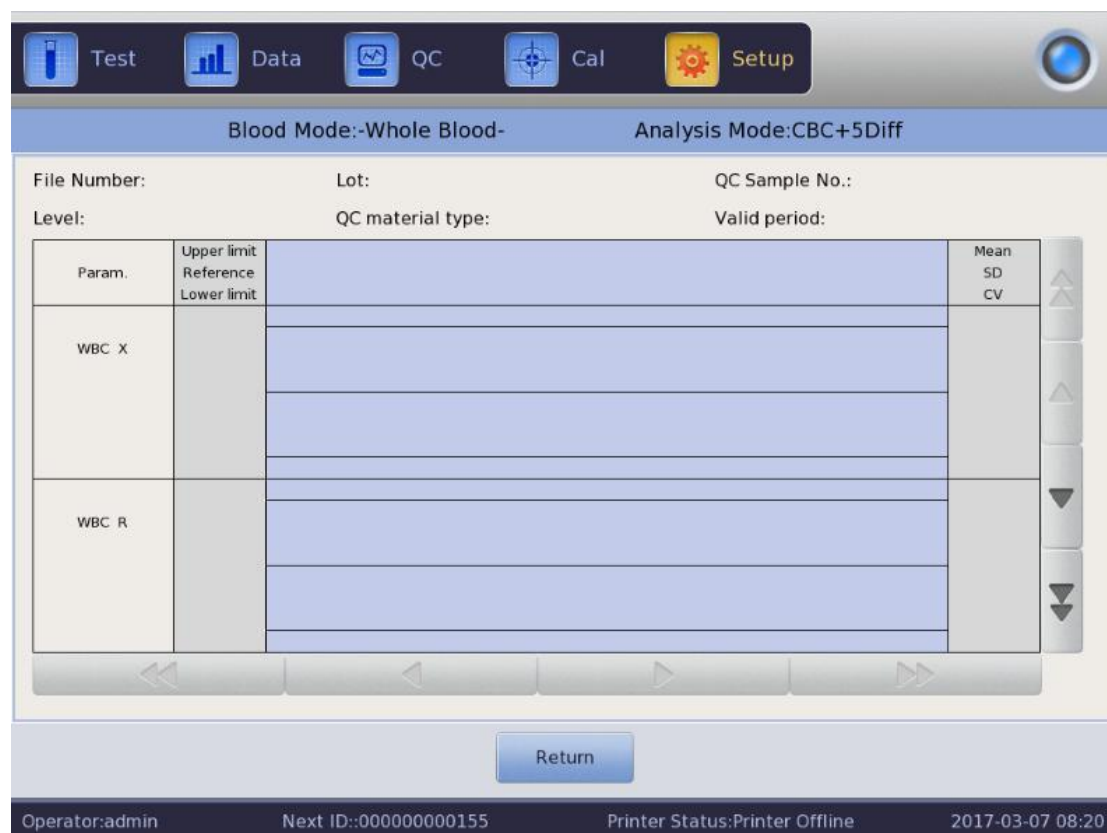 Test Data QC Cal Setup
Blood Mode:-Whole Blood- Analysis Mode:CBC+5Diff
File Number: Lot: QC Sample No.:
Level: QC material type: Valid period:
Param. Upper limit Mean
Reference SD
Lower limit CV
WBC X
WBC R
Return
Operator:admin Next ID::000000000155 Printer Status:Printer Offline 2017-03-07 08:20